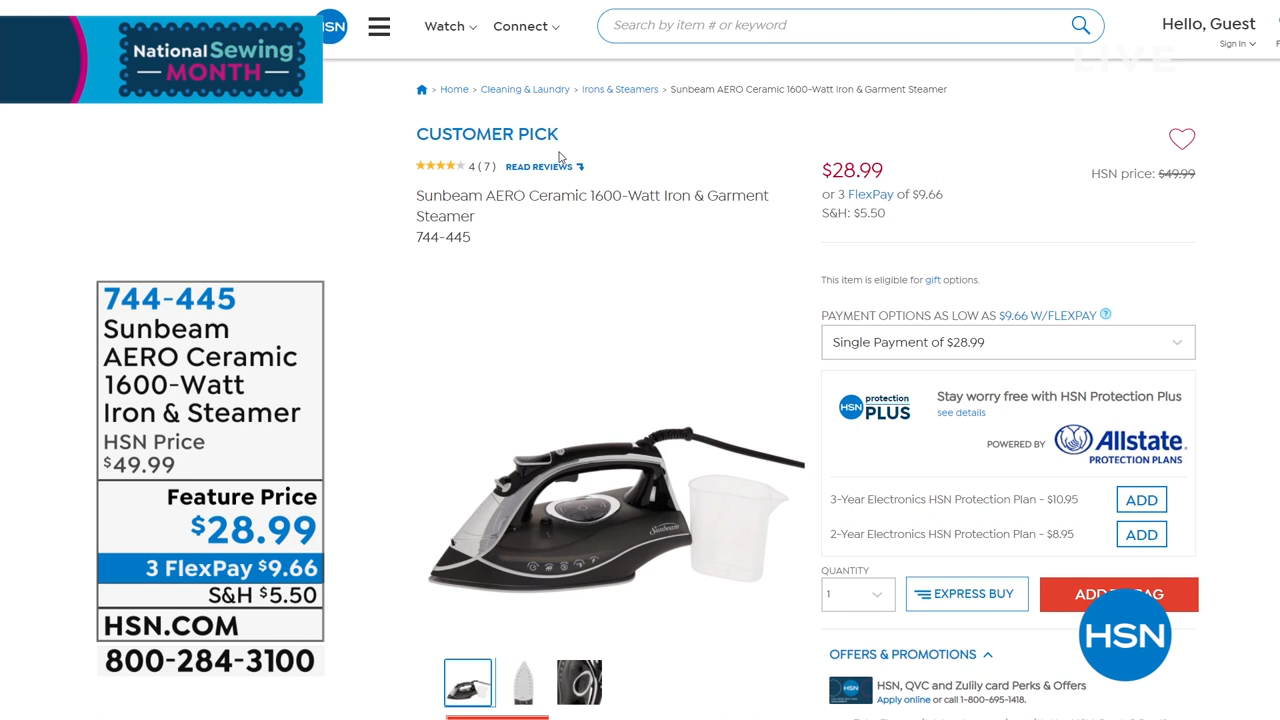 National Sewing
MONTH
HSN
Watch
Connect
Search by item # or keyword
Hello, Guest
Sign In
LIVE
> Home > Cleaning & Laundry > Irons & Steamers > Sunbeam AERO Ceramic 1600-Watt Iron & Garment Steamer
CUSTOMER PICK
4 ( 7 ) READ REVIEWS
Sunbeam AERO Ceramic 1600-Watt Iron & Garment
Steamer
744-445
$28.99
HSN price: $49.99
or 3 FlexPay of $9.66
S&H: $5.50
This item is eligible for gift options.
PAYMENT OPTIONS AS LOW AS $9.66 W/FLEXPAY ?
Single Payment of $28.99
HSN protection
PLUS
Stay worry free with HSN Protection Plus
see details
POWERED BY Allstate
PROTECTION PLANS
3-Year Electronics HSN Protection Plan - $10.95 ADD
2-Year Electronics HSN Protection Plan - $8.95 ADD
QUANTITY
1
EXPRESS BUY
HSN
OFFERS & PROMOTIONS
HSN
HSN, QVC and Zulily card Perks & Offers
Apply online or call 1-800-695-1418.
Sunbeam
744-445
Sunbeam
AERO Ceramic
1600-Watt
Iron & Steamer
HSN Price
$49.99
Feature Price
$28.99
3 FlexPay $9.66
S&H $5.50
HSN.COM
800-284-3100